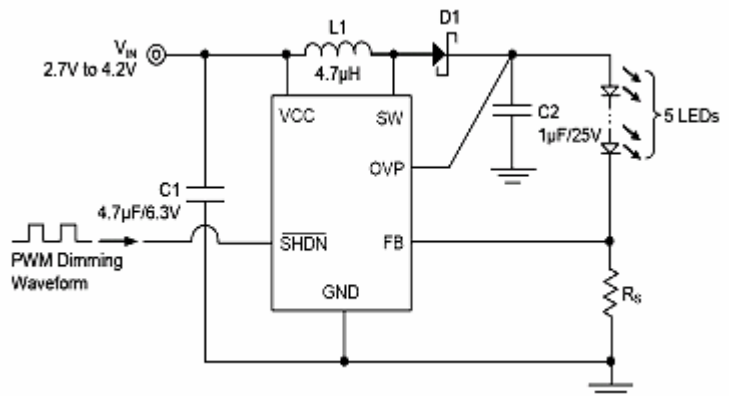 L1
D1
V_IN
2.7V to 4.2V
4.7µH
VCC
SW
C2
1µF/25V
5 LEDs
OVP
C1
4.7µF/6.3V
SHDN
FB
PWM Dimming
Waveform
GND
R_S